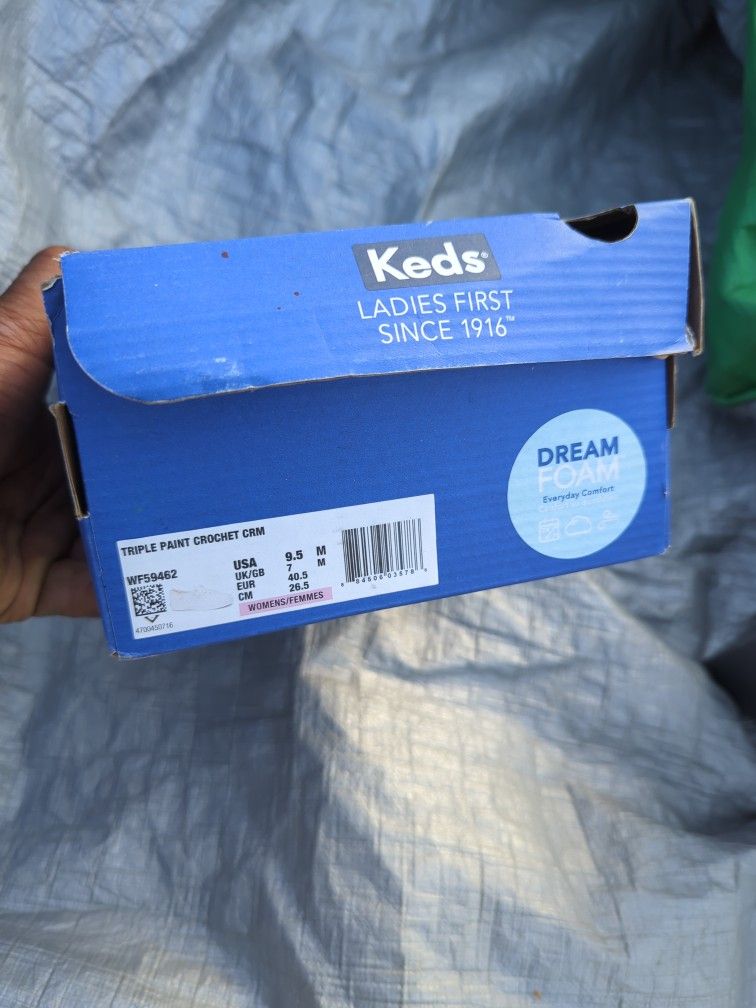 Keds®
LADIES FIRST
SINCE 1916™
DREAM
FOAM
Everyday Comfort
TRIPLE PAINT CROCHET CRM
WF59462
USA 9.5 M
UK/GB 7 M
EUR 40.5
CM 26.5
WOMENS/FEMMES
4700450716